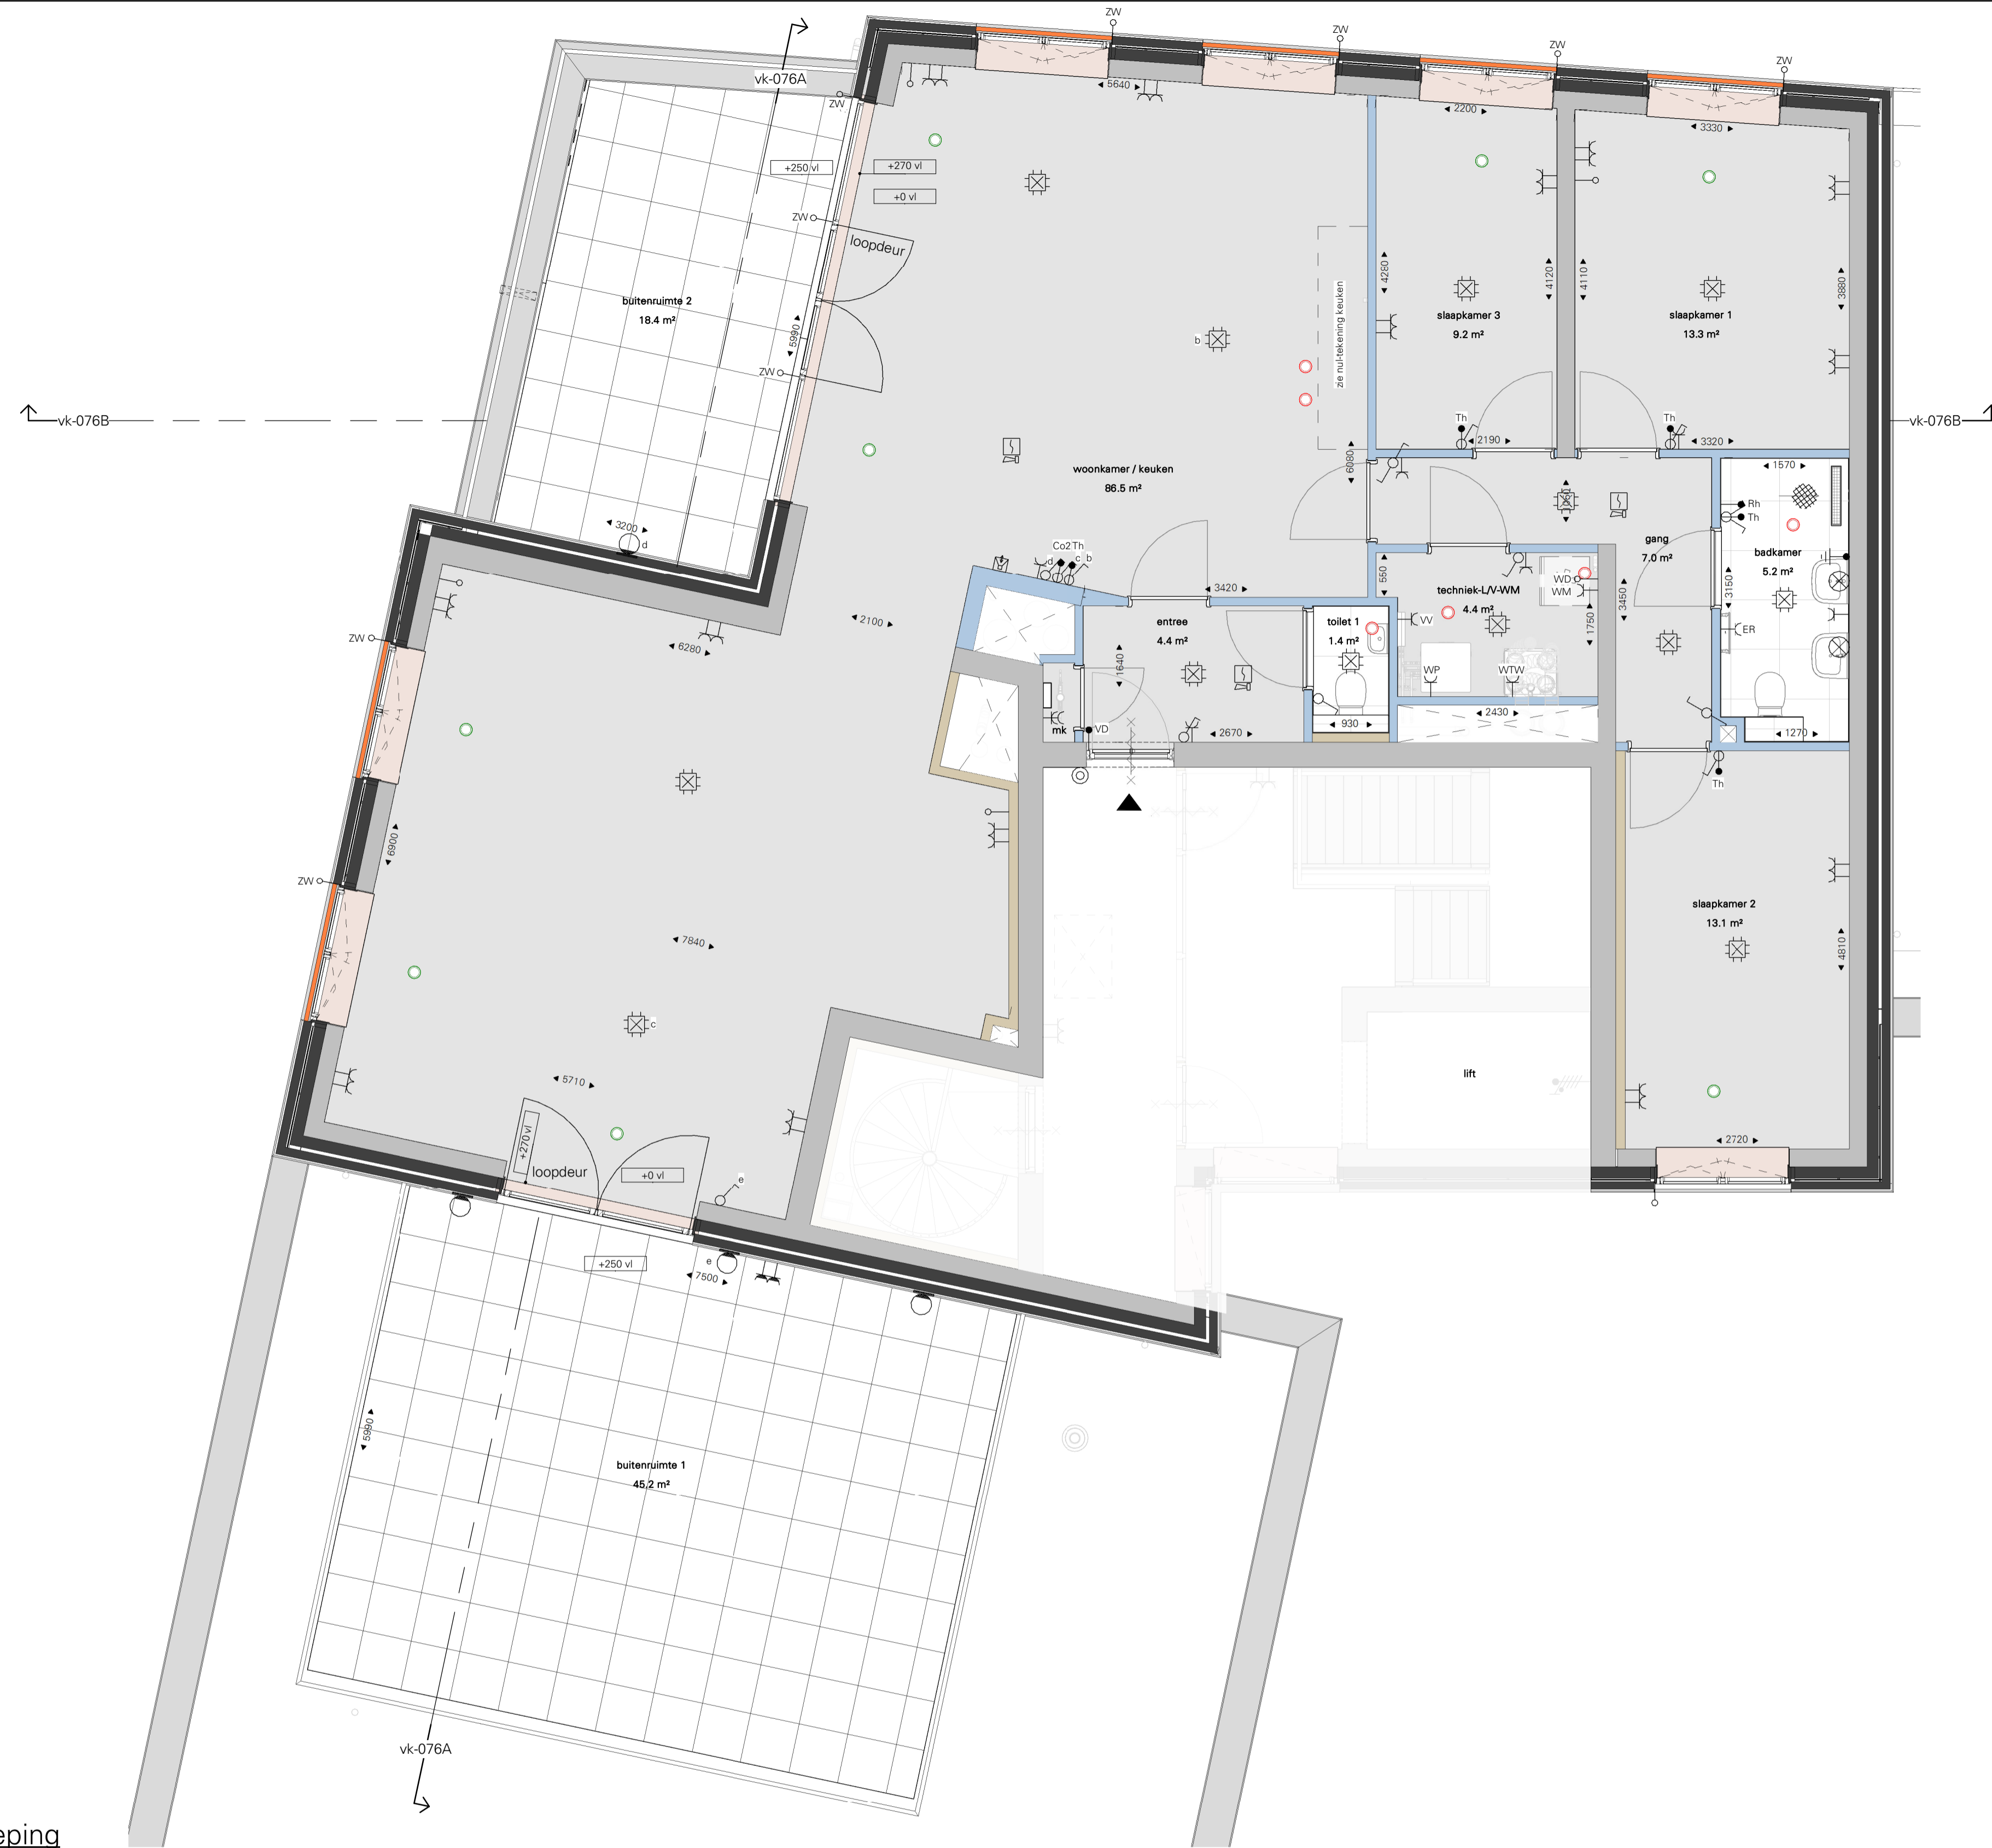 ZW
ZW
ZW
ZW
vk-076A
ZW
5640
2200
3330
+250 vl
+270 vl
+0 vl
ZW
loopdeur
buitenruimte 2
18.4 m²
5990
ZW
b
zie nul-tekening keuken
4280
4120
4110
3880
slaapkamer 3
9.2 m²
slaapkamer 1
13.3 m²
vk-076B
vk-076B
Th
2190
Th
3320
woonkamer / keuken
86.5 m²
6080
1570
Rh
Th
3200
d
Co2 Th
d
c
b
gang
7.0 m²
badkamer
5.2 m²
3420
550
techniek-L/V-WM
4.4 m²
WD
WM
3450
3150
1750
ZW
6280
2100
entree
4.4 m²
toilet 1
1.4 m²
VV
ER
1640
WP
WTW
mk
VD
2670
930
2430
1270
Th
6900
ZW
7840
c
slaapkamer 2
13.1 m²
4810
5710
lift
+270 vl
loopdeur
+0 vl
e
2720
+250 vl
e
7500
5990
buitenruimte 1
45.2 m²
vk-076A
eping